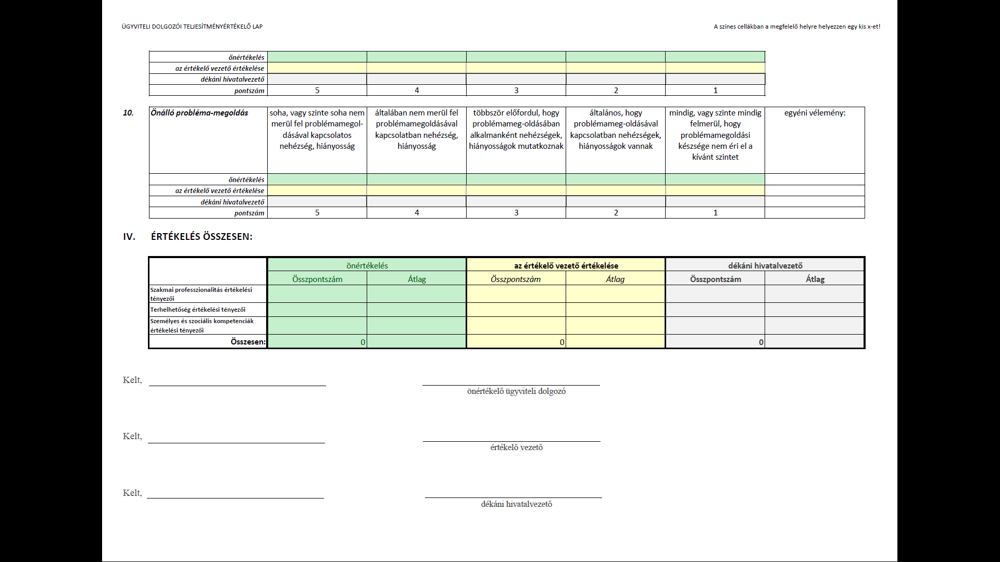 ÜGYVITELI DOLGOZÓI TELJESÍTMÉNYÉRTÉKELŐ LAP
A színes cellákban a megfelelő helyre helyezzen egy kis x-et!
önértékelés
az értékelő vezető értékelése
dékáni hivatalvezető
pontszám 5 4 3 2 1
10. Önálló probléma-megoldás
soha, vagy szinte soha nem
merül fel problémamegol-
dásával kapcsolatos
nehézség, hiányosság
általában nem merül fel
problémamegoldásával
kapcsolatban nehézség,
hiányosság
többször előfordul, hogy
problémameg-oldásában
alkalmanként nehézségek,
hiányosságok mutatkoznak
általános, hogy
problémameg-oldásával
kapcsolatban nehézségek,
hiányosságok vannak
mindig, vagy szinte mindig
felmerül, hogy
problémamegoldási
készsége nem éri el a
kívánt szintet
egyéni vélemény:
önértékelés
az értékelő vezető értékelése
dékáni hivatalvezető
pontszám 5 4 3 2 1
IV. ÉRTÉKELÉS ÖSSZESEN:
önértékelés az értékelő vezető értékelése dékáni hivatalvezető
Összpontszám Átlag Összpontszám Átlag Összpontszám Átlag
Szakmai professzionalitás értékelési
tényezői
Terhelhetőség értékelési tényezői
Személyes és szociális kompetenciák
értékelési tényezői
Összesen: 0 0 0
Kelt,
önértékelő ügyviteli dolgozó
Kelt,
értékelő vezető
Kelt,
dékáni hivatalvezető